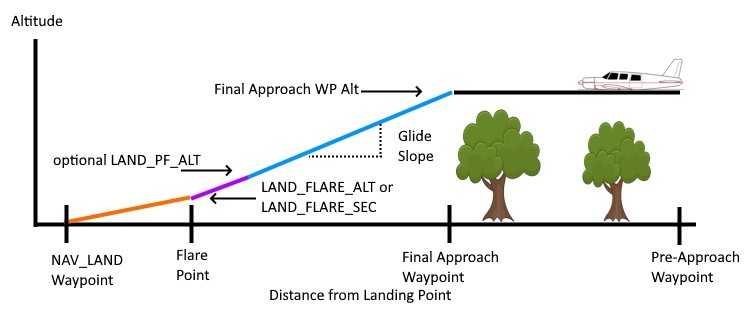 Altitude
Final Approach WP Alt
Glide
Slope
optional LAND_PF_ALT
LAND_FLARE_ALT or
LAND_FLARE_SEC
NAV_LAND
Waypoint
Flare
Point
Final Approach
Waypoint
Pre-Approach
Waypoint
Distance from Landing Point